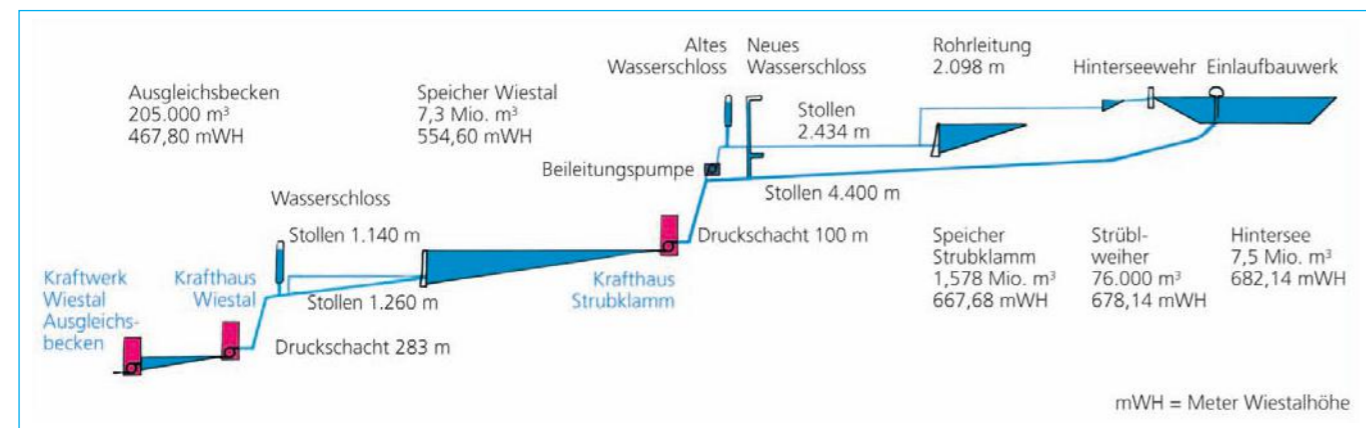 Altes
Wasserschloss
Neues
Wasserschloss
Rohrleitung
2.098 m
Hinterseewehr
Einlaufbauwerk
Ausgleichsbecken
205.000 m³
467,80 mWH
Speicher Wiestal
7,3 Mio. m³
554,60 mWH
Stollen
2.434 m
Beileitungspumpe
Stollen 4.400 m
Wasserschloss
Stollen 1.140 m
Druckschacht 100 m
Speicher
Strubklamm
1,578 Mio. m³
667,68 mWH
Strübl-
weiher
76.000 m³
678,14 mWH
Hintersee
7,5 Mio. m³
682,14 mWH
Kraftwerk
Wiestal
Ausgleichs-
becken
Krafthaus
Wiestal
Stollen 1.260 m
Krafthaus
Strubklamm
Druckschacht 283 m
mWH = Meter Wiestalhöhe